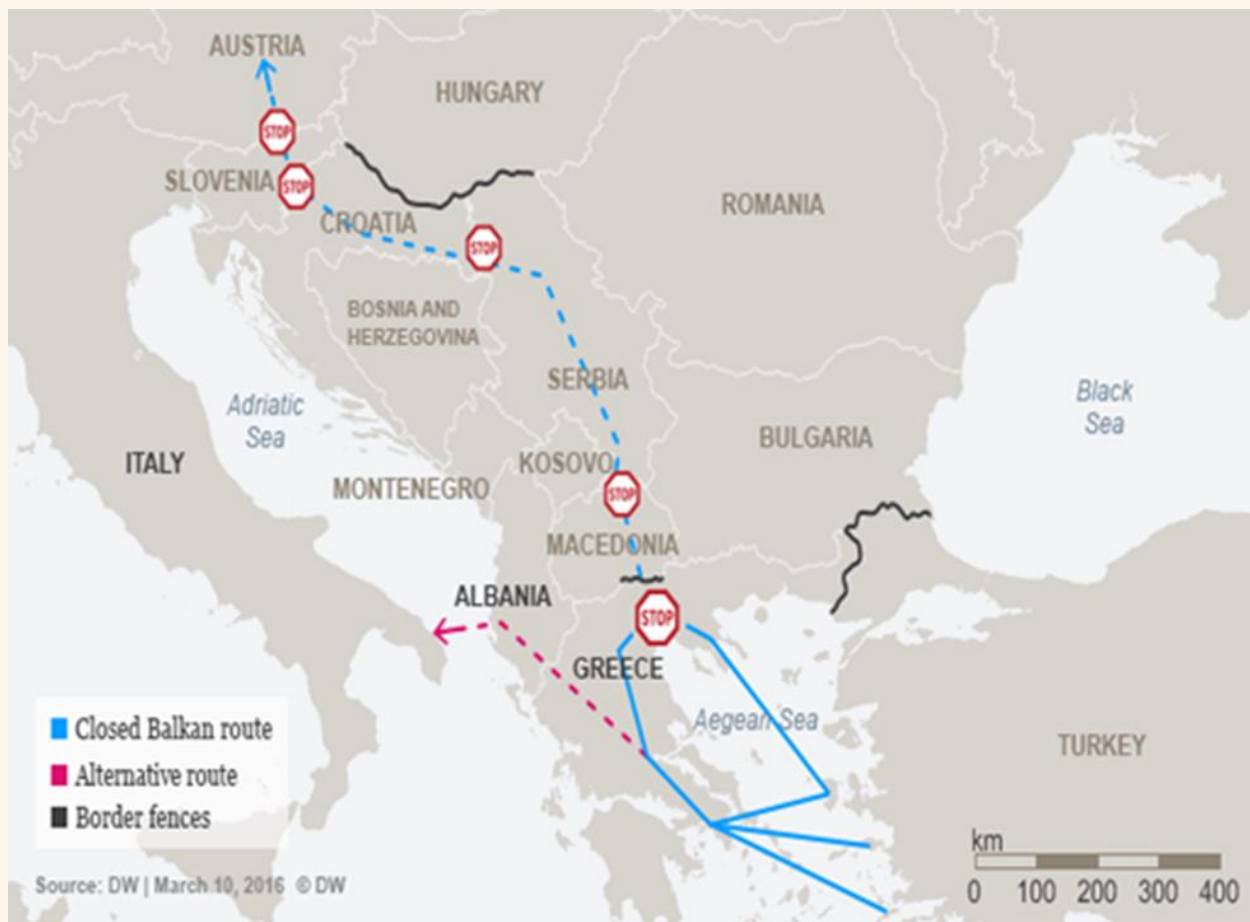 AUSTRIA
HUNGARY
STOP
SLOVENIA
STOP
CROATIA
ROMANIA
STOP
BOSNIA AND
HERZEGOVINA
SERBIA
Adriatic
Sea
Black
Sea
BULGARIA
ITALY
KOSOVO
MONTENEGRO
STOP
MACEDONIA
ALBANIA
STOP
GREECE
Aegean Sea
TURKEY
Closed Balkan route
Alternative route
Border fences
km
0 100 200 300 400
Source: DW | March 10, 2016 © DW